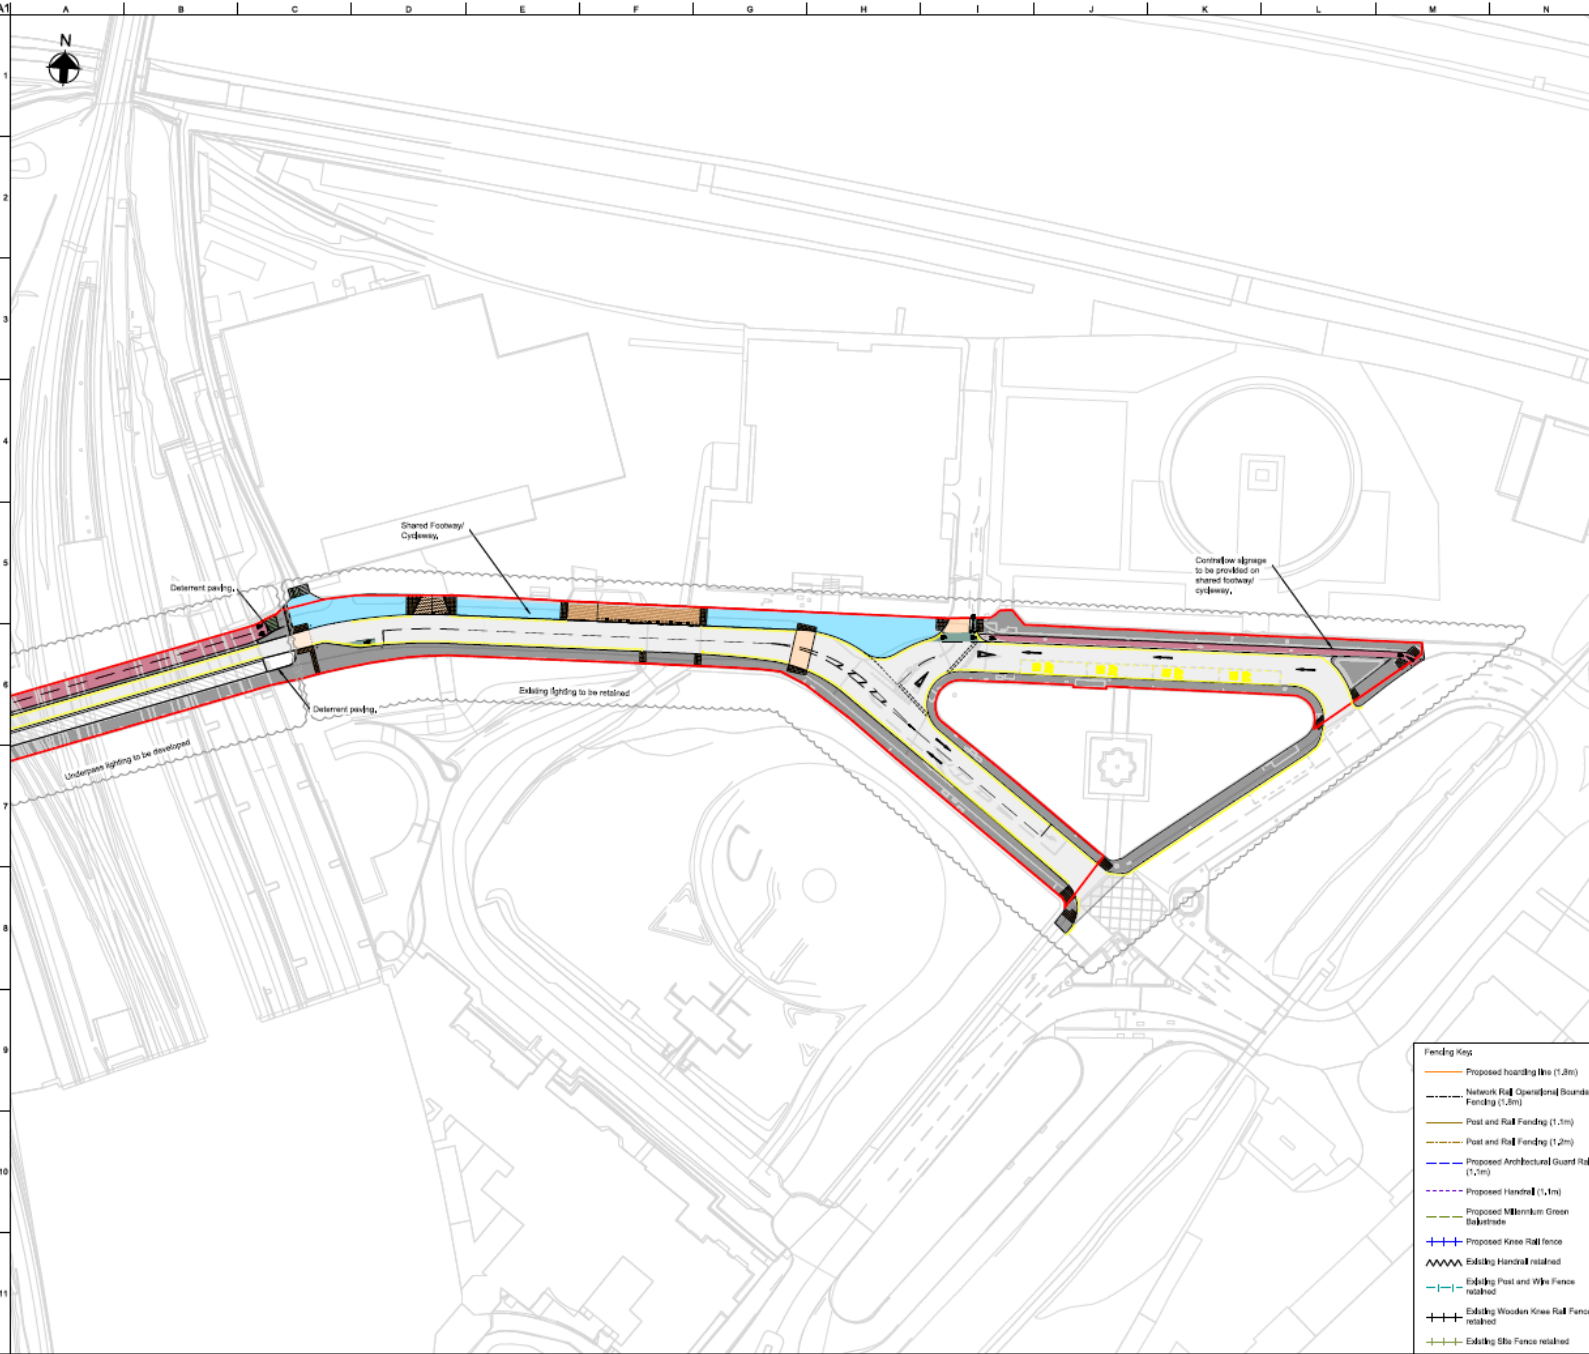 A1 A B C D E F G H I J K L M N
N
1
2
3
4
5
6
7
8
9
10
11
Shared Footway/
Cycleway.
Deterrent paving.
Contraflow signage
to be provided on
shared footway/
cycleway.
Existing lighting to be retained
Deterrent paving.
Underpass lighting to be developed
Fencing Key:
Proposed hoarding line (1.8m)
Network Rail Operational Bounda
Fencing (1.8m)
Post and Rail Fencing (1.1m)
Post and Rail Fencing (1.2m)
Proposed Architectural Guard Rai
(1.1m)
Proposed Handrail (1.1m)
Proposed Millennium Green
Balustrade
Proposed Knee Rail fence
Existing Handrail retained
Existing Post and Wire Fence
retained
Existing Wooden Knee Rail Fence
retained
Existing Site Fence retained